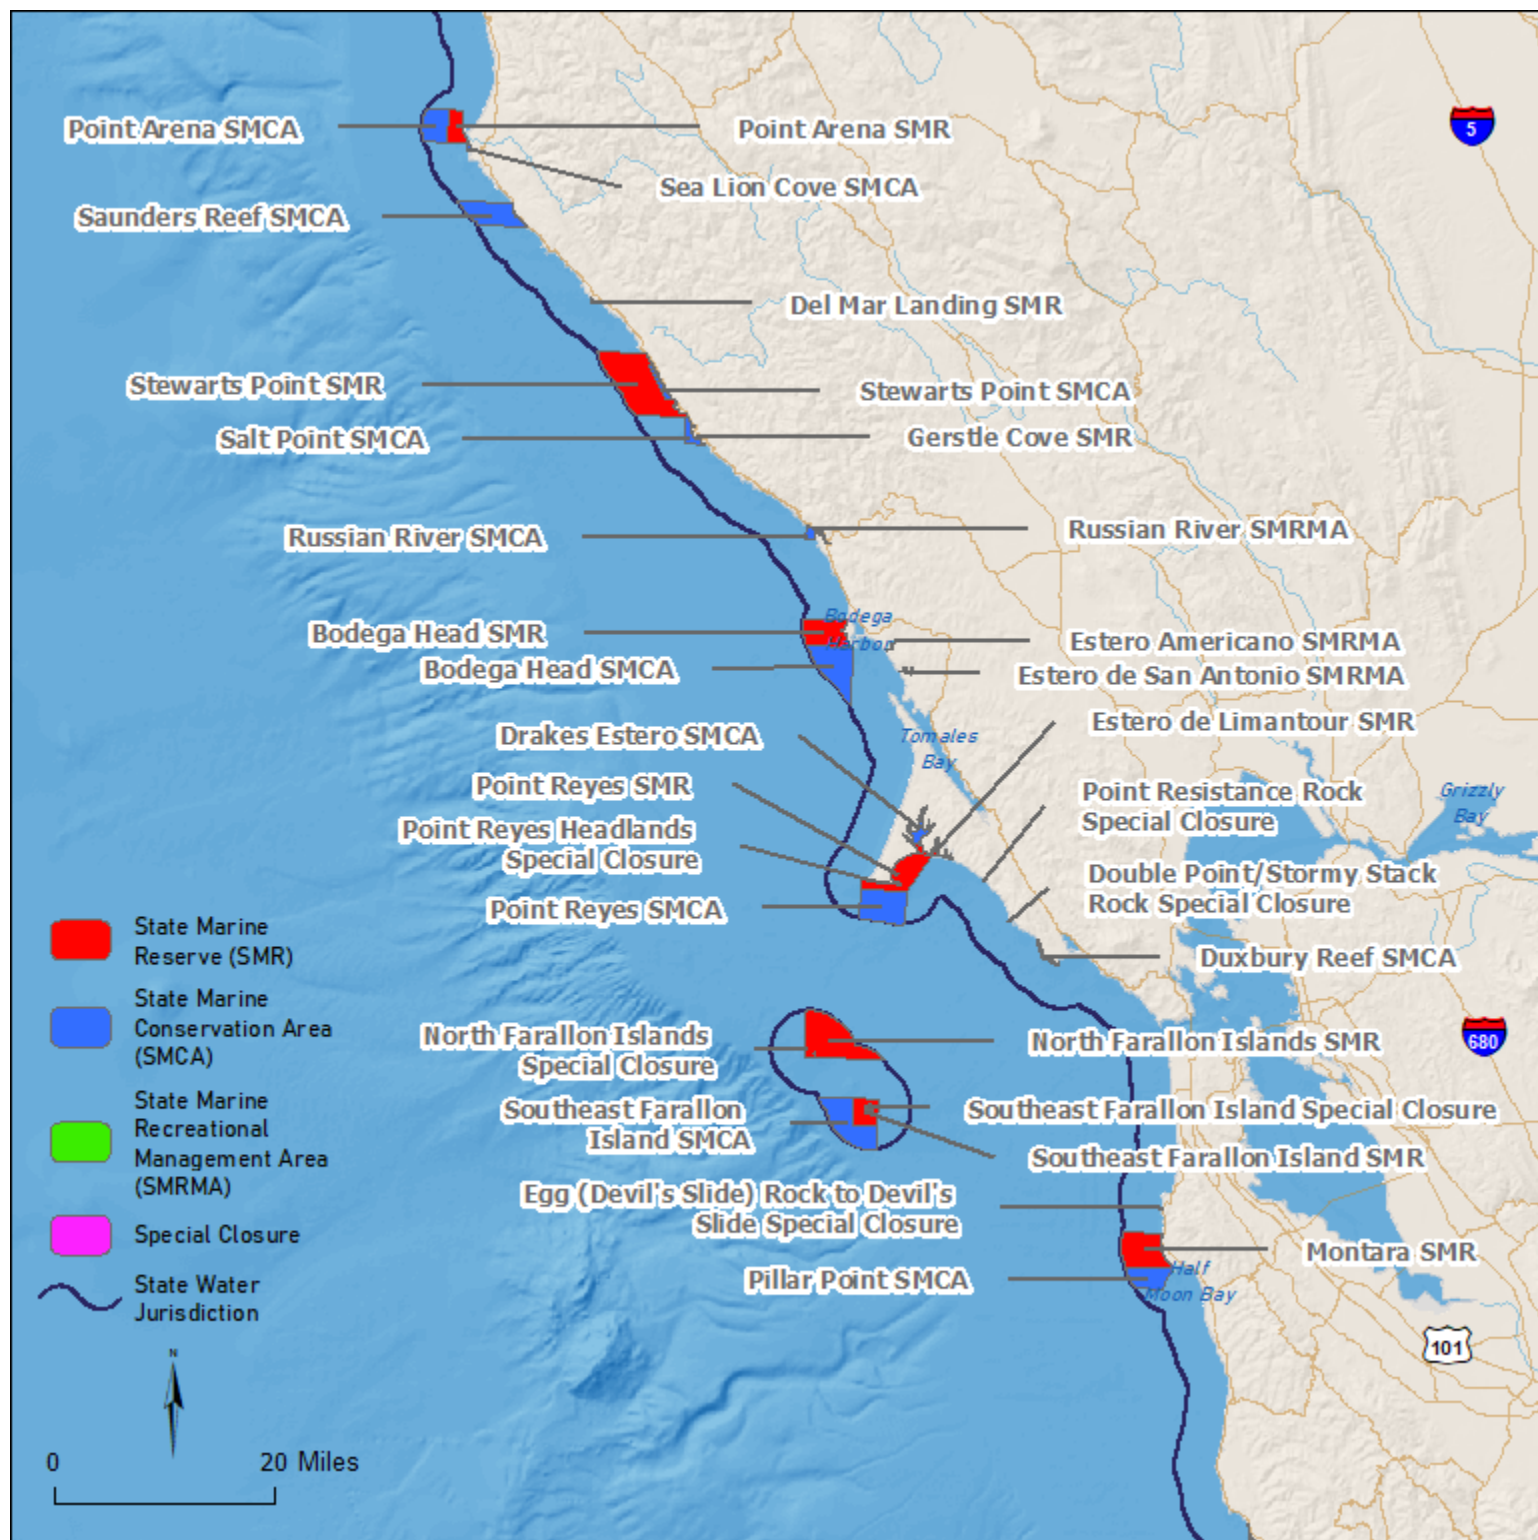 Point Arena SMCA
Point Arena SMR
5
Sea Lion Cove SMCA
Saunders Reef SMCA
Del Mar Landing SMR
Stewarts Point SMR
Stewarts Point SMCA
Salt Point SMCA
Gerstle Cove SMR
Russian River SMCA
Russian River SMRMA
Bodega
Harbor
Bodega Head SMR
Estero Americano SMRMA
Bodega Head SMCA
Estero de San Antonio SMRMA
Drakes Estero SMCA
Tomales
Bay
Estero de Limantour SMR
Point Reyes SMR
Point Resistance Rock
Special Closure
Grizzly
Bay
Point Reyes Headlands
Special Closure
Double Point/Stormy Stack
Rock Special Closure
Point Reyes SMCA
Duxbury Reef SMCA
North Farallon Islands
Special Closure
North Farallon Islands SMR
680
Southeast Farallon
Island SMCA
Southeast Farallon Island Special Closure
Southeast Farallon Island SMR
Egg (Devil's Slide) Rock to Devil's
Slide Special Closure
Montara SMR
Pillar Point SMCA
Half
Moon Bay
101
State Marine
Reserve (SMR)
State Marine
Conservation Area
(SMCA)
State Marine
Recreational
Management Area
(SMRMA)
Special Closure
State Water
Jurisdiction
N
0 20 Miles